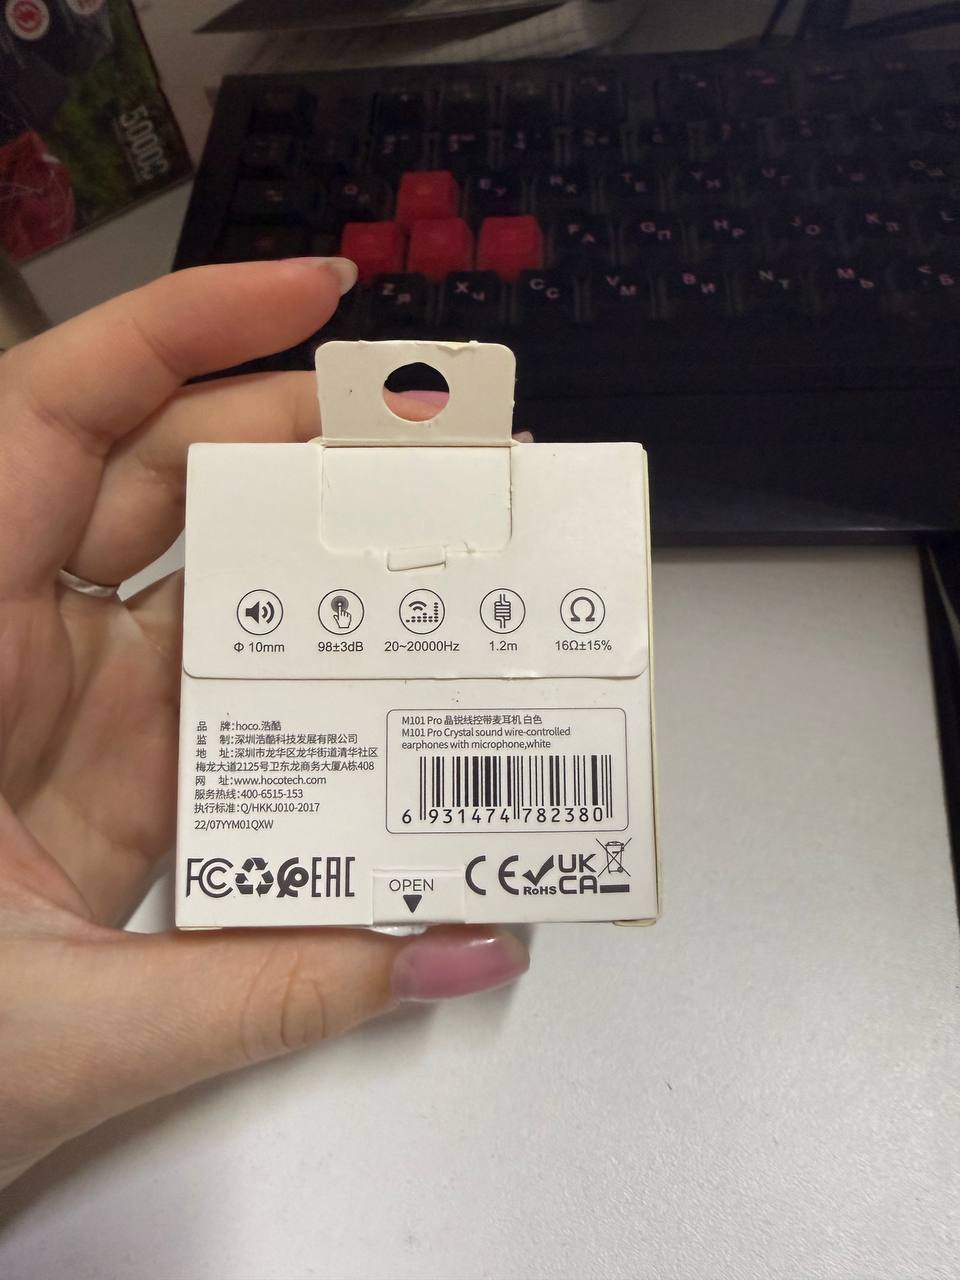 50003
E У
R К
T Е
Y Н
U Г
F А
G П
H Р
J О
K Л
L
Z Я
X Ч
C С
V М
B И
N Т
M Ь
< Б
Φ 10mm
98±3dB
20~20000Hz
1.2m
16Ω±15%
品 牌:hoco.浩酷
监 制:深圳浩酷科技发展有限公司
地 址:深圳市龙华区龙华街道清华社区
梅龙大道2125号卫东龙商务大厦A栋408
网 址:www.hocotech.com
服务热线:400-6515-153
执行标准:Q/HKKJ010-2017
22/07YYM01QXW
M101 Pro 晶锐线控带麦耳机 白色
M101 Pro Crystal sound wire-controlled
earphones with microphone,white
6 931474 782380
FC EAC
OPEN
CE RoHS UK
CA